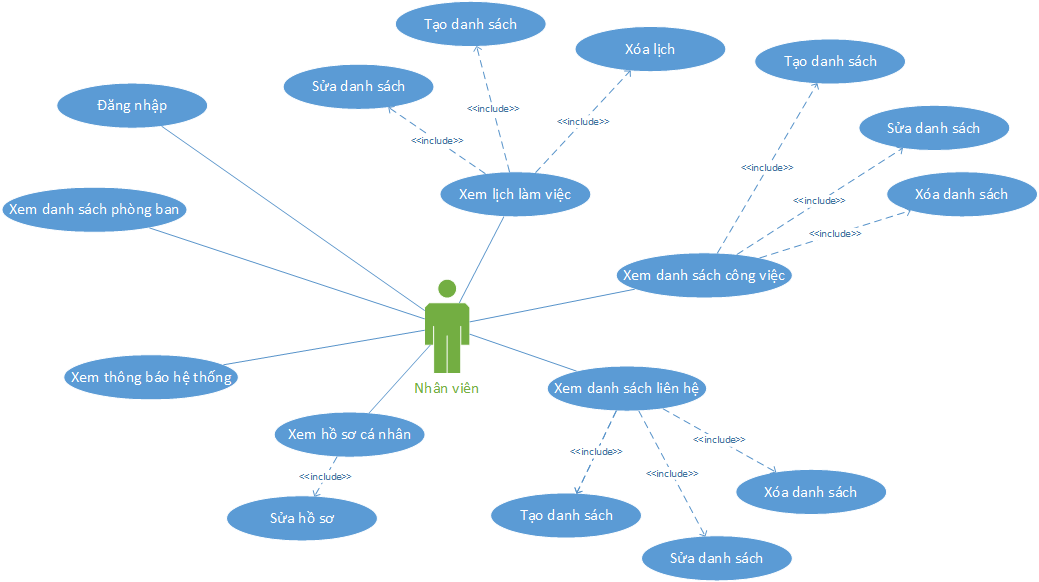 Tạo danh sách
Xóa lịch
Tạo danh sách
Sửa danh sách
Đăng nhập
<<include>>
<<include>>
Sửa danh sách
<<include>>
<<include>>
Xem lịch làm việc
Xóa danh sách
<<include>>
Xem danh sách phòng ban
<<include>>
Xem danh sách công việc
Xem thông báo hệ thống
Nhân viên
Xem danh sách liên hệ
Xem hồ sơ cá nhân
<<include>>
<<include>>
<<include>>
<<include>>
Xóa danh sách
Sửa hồ sơ
Tạo danh sách
Sửa danh sách